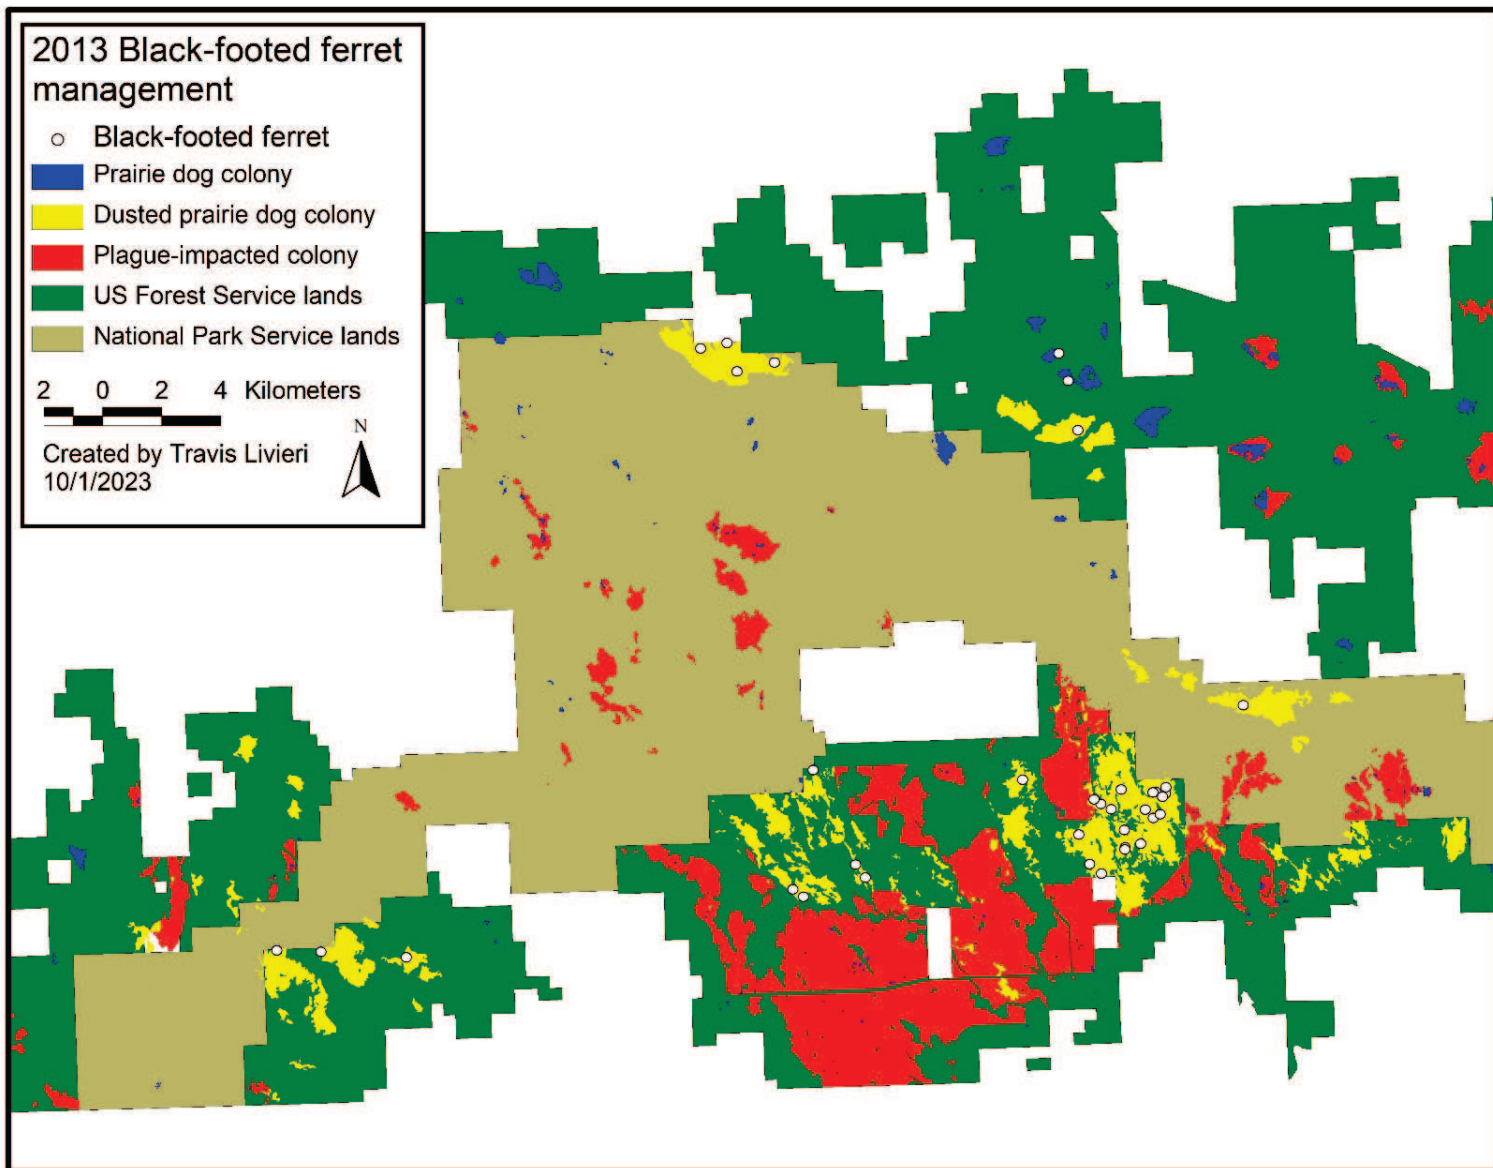 2013 Black-footed ferret
management
Black-footed ferret
Prairie dog colony
Dusted prairie dog colony
Plague-impacted colony
US Forest Service lands
National Park Service lands
2 0 2 4 Kilometers
N
Created by Travis Livieri
10/1/2023